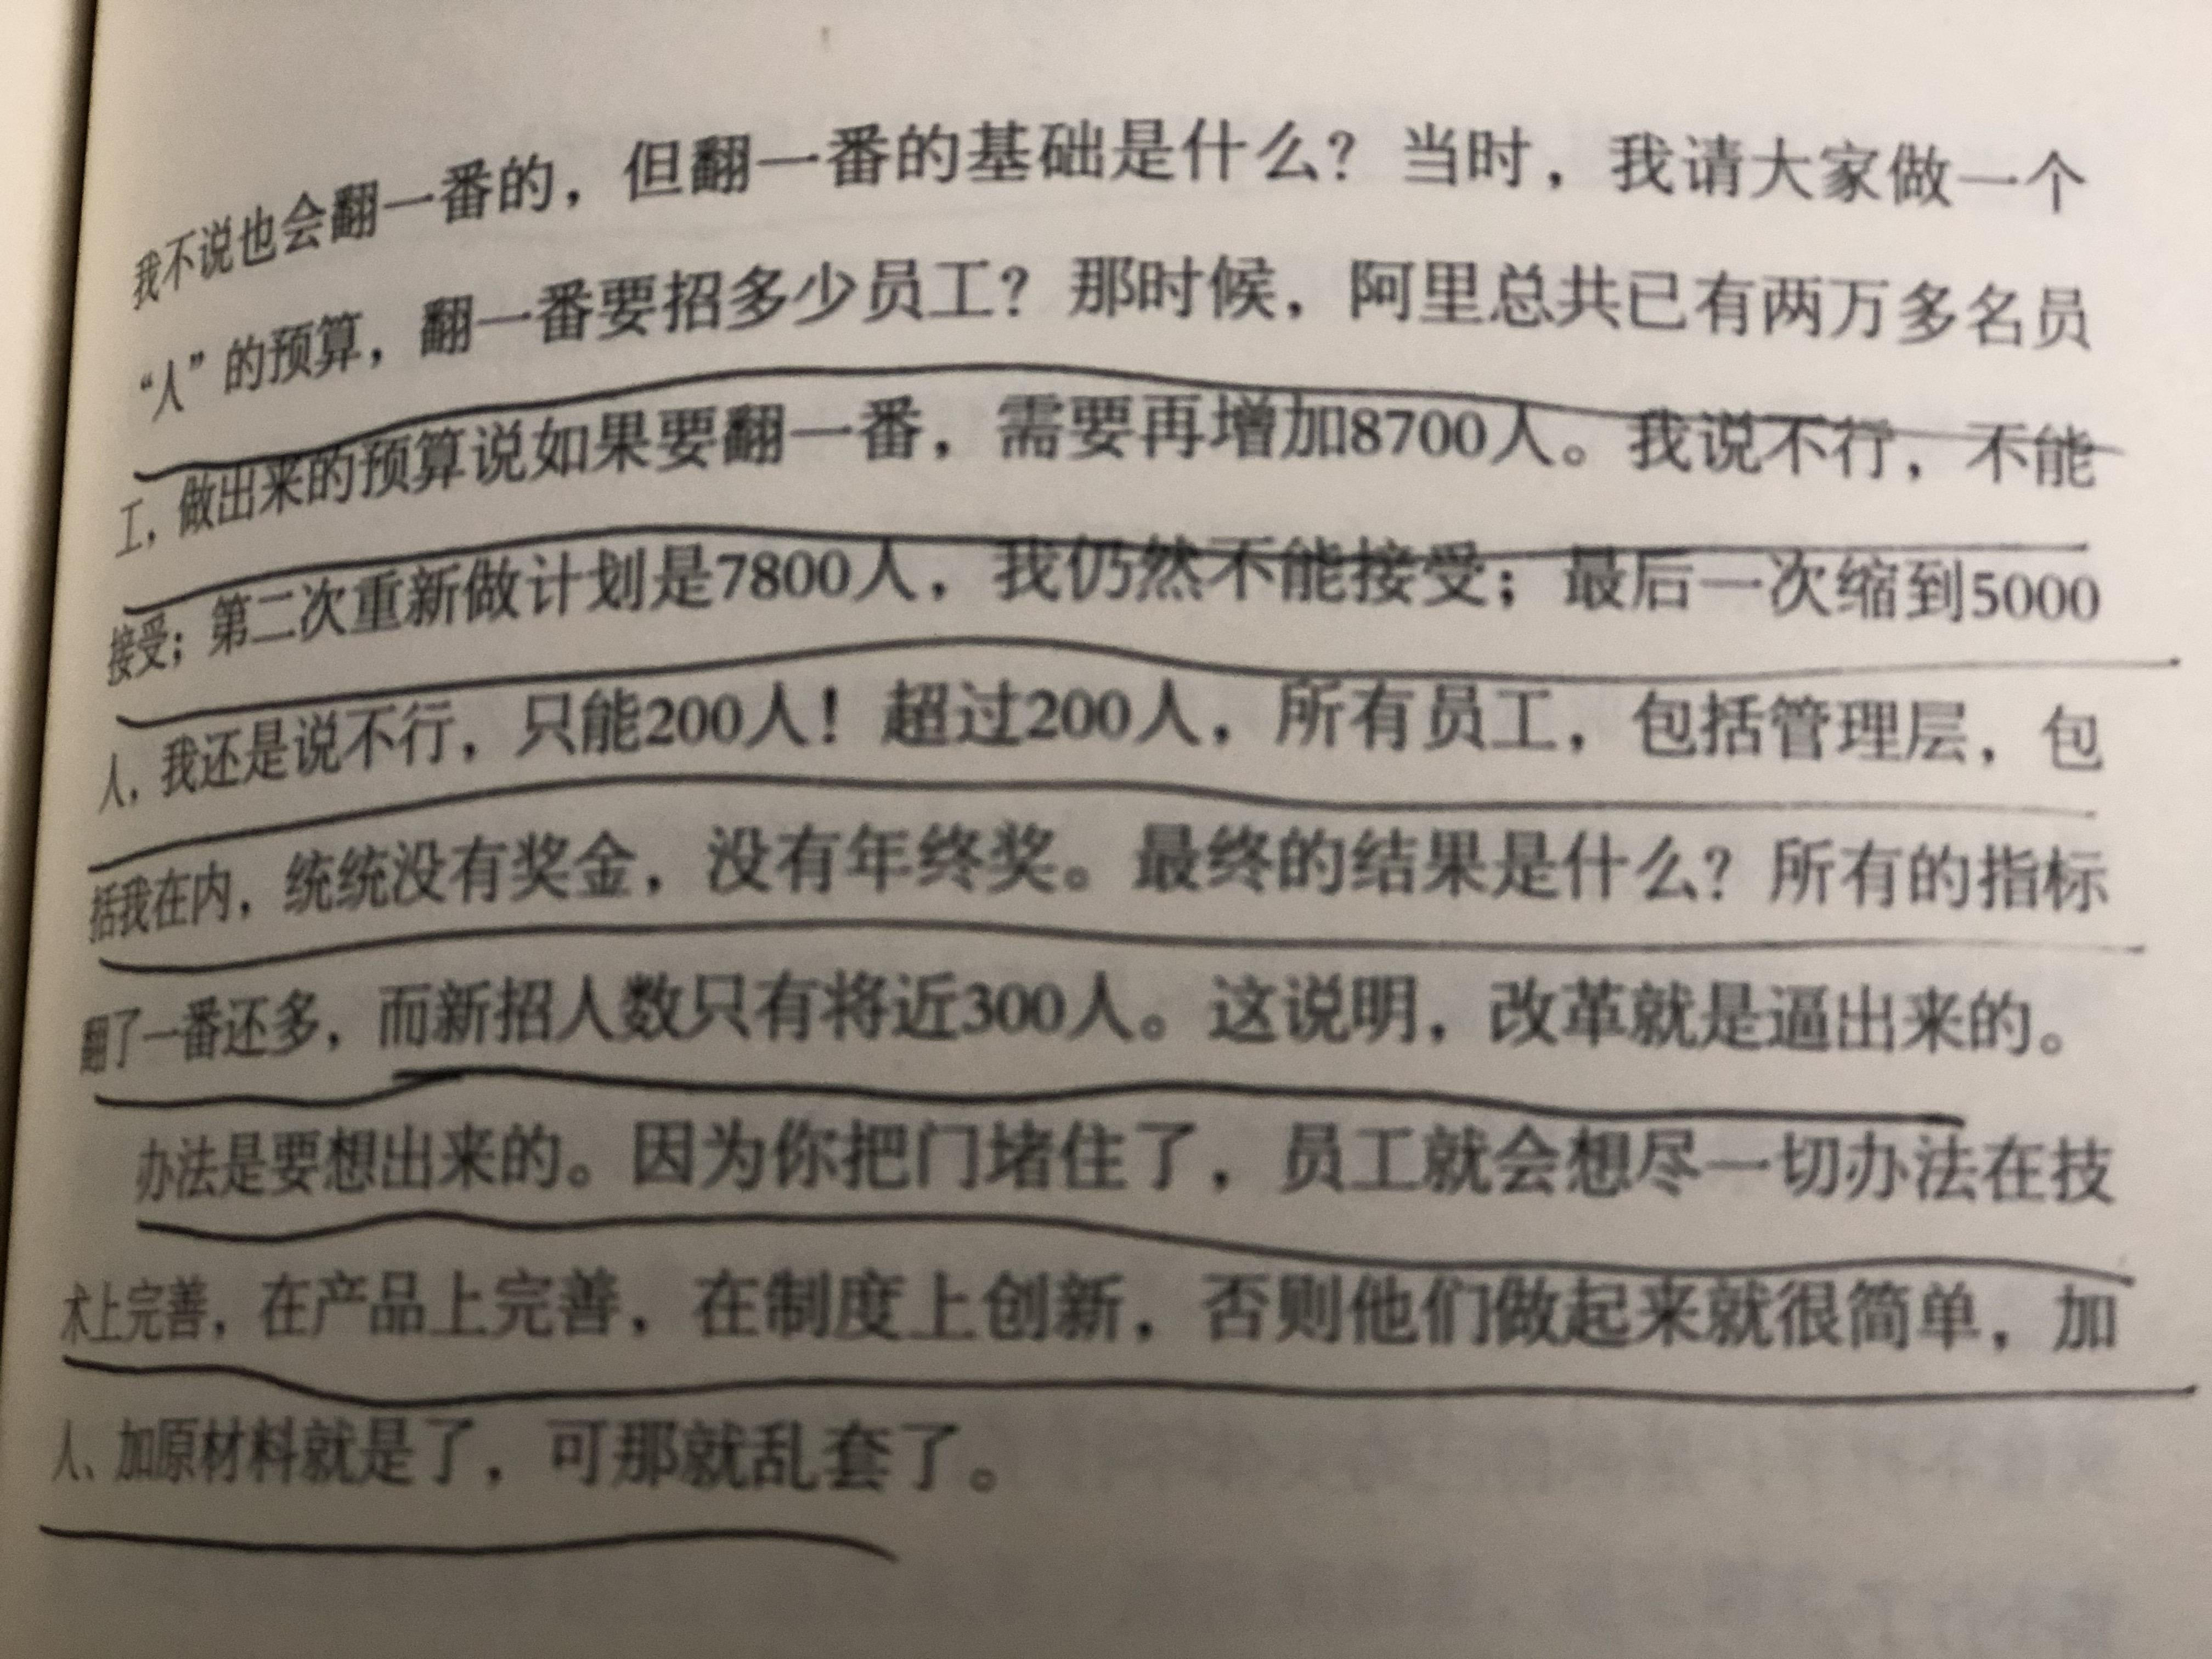 我不说也会翻一番的，但翻一番的基础是什么？当时，我请大家做一个
“人”的预算，翻一番要招多少员工？那时候，阿里总共已有两万多名员
工，做出来的预算说如果要翻一番，需要再增加8700人。我说不行，不能
接受；第二次重新做计划是7800人，我仍然不能接受；最后一次缩到5000
人，我还是说不行，只能200人！超过200人，所有员工，包括管理层，包
括我在内，统统没有奖金，没有年终奖。最终的结果是什么？所有的指标
翻了一番还多，而新招人数只有将近300人。这说明，改革就是逼出来的。
办法是要想出来的。因为你把门堵住了，员工就会想尽一切办法在技
术上完善，在产品上完善，在制度上创新，否则他们做起来就很简单，加
人、加原材料就是了，可那就乱套了。